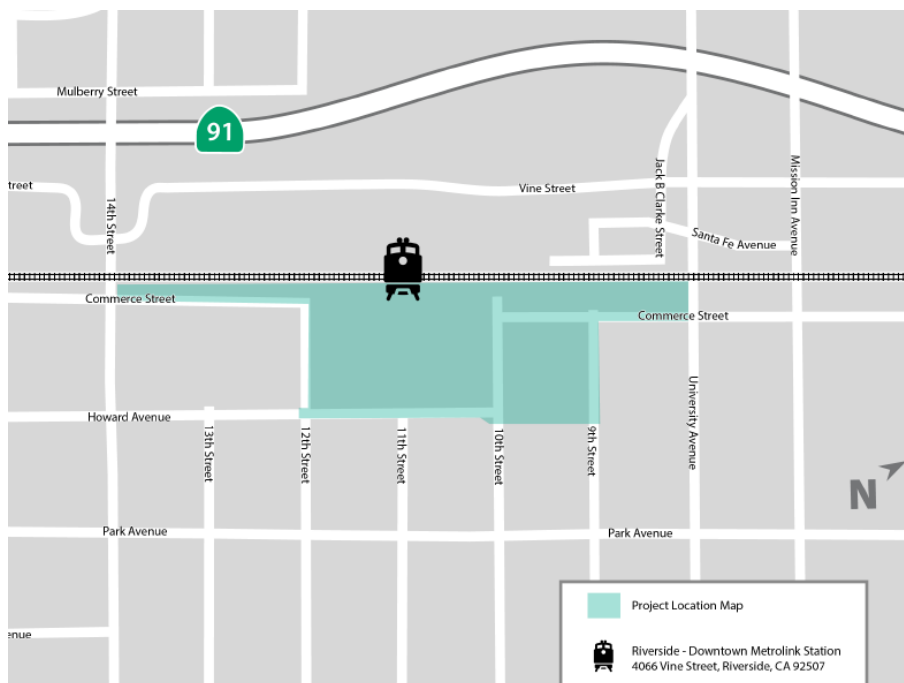 Mulberry Street
91
treet
Vine Street
14th Street
Jack B Clarke Street
Mission Inn Avenue
Santa Fe Avenue
Commerce Street
Commerce Street
Howard Avenue
13th Street
12th Street
11th Street
10th Street
9th Street
University Avenue
N
Park Avenue
Park Avenue
enue
Project Location Map
Riverside - Downtown Metrolink Station
4066 Vine Street, Riverside, CA 92507